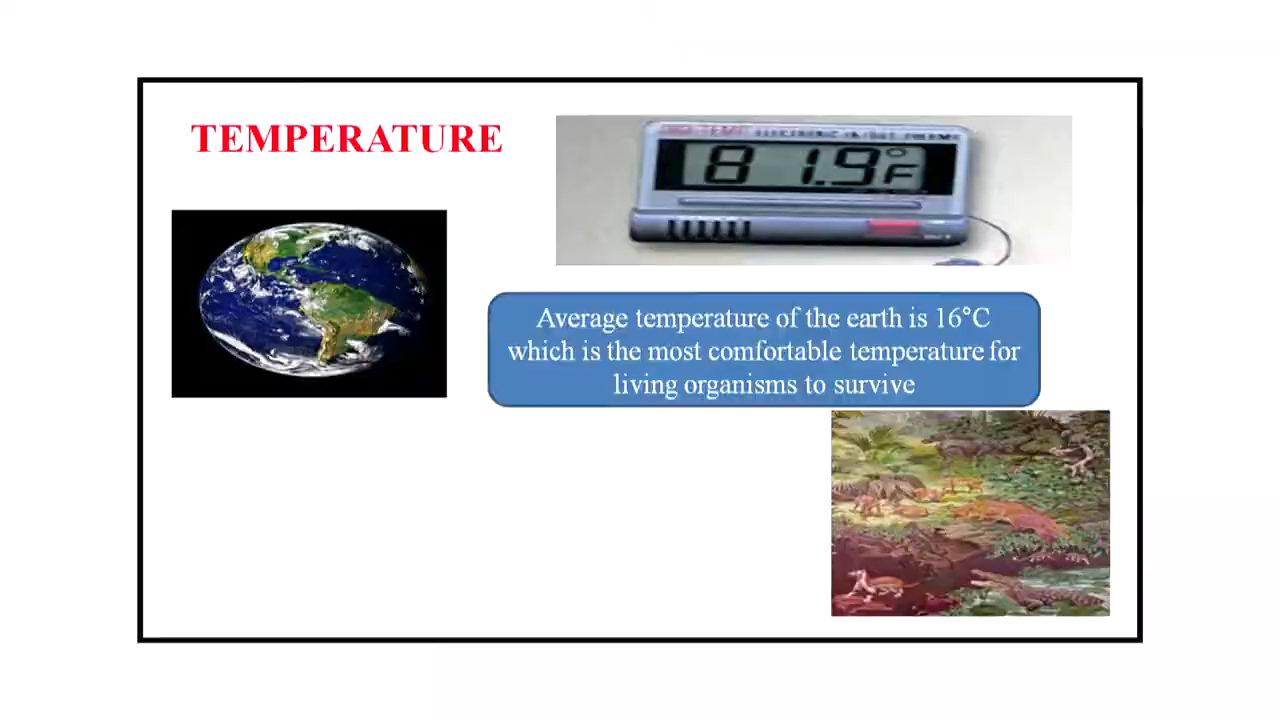 TEMPERATURE
81.9°F
Average temperature of the earth is 16°C
which is the most comfortable temperature for
living organisms to survive